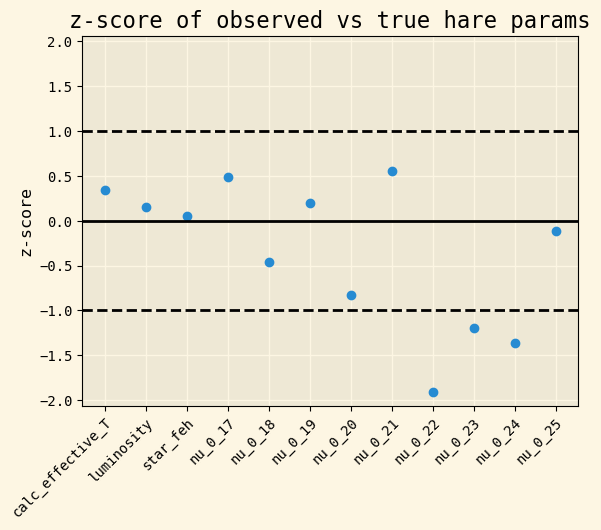 z-score of observed vs true hare params
2.0
1.5
1.0
0.5
0.0
−0.5
−1.0
−1.5
−2.0
z-score
calc_effective_T
luminosity
star_feh
nu_0_17
nu_0_18
nu_0_19
nu_0_20
nu_0_21
nu_0_22
nu_0_23
nu_0_24
nu_0_25